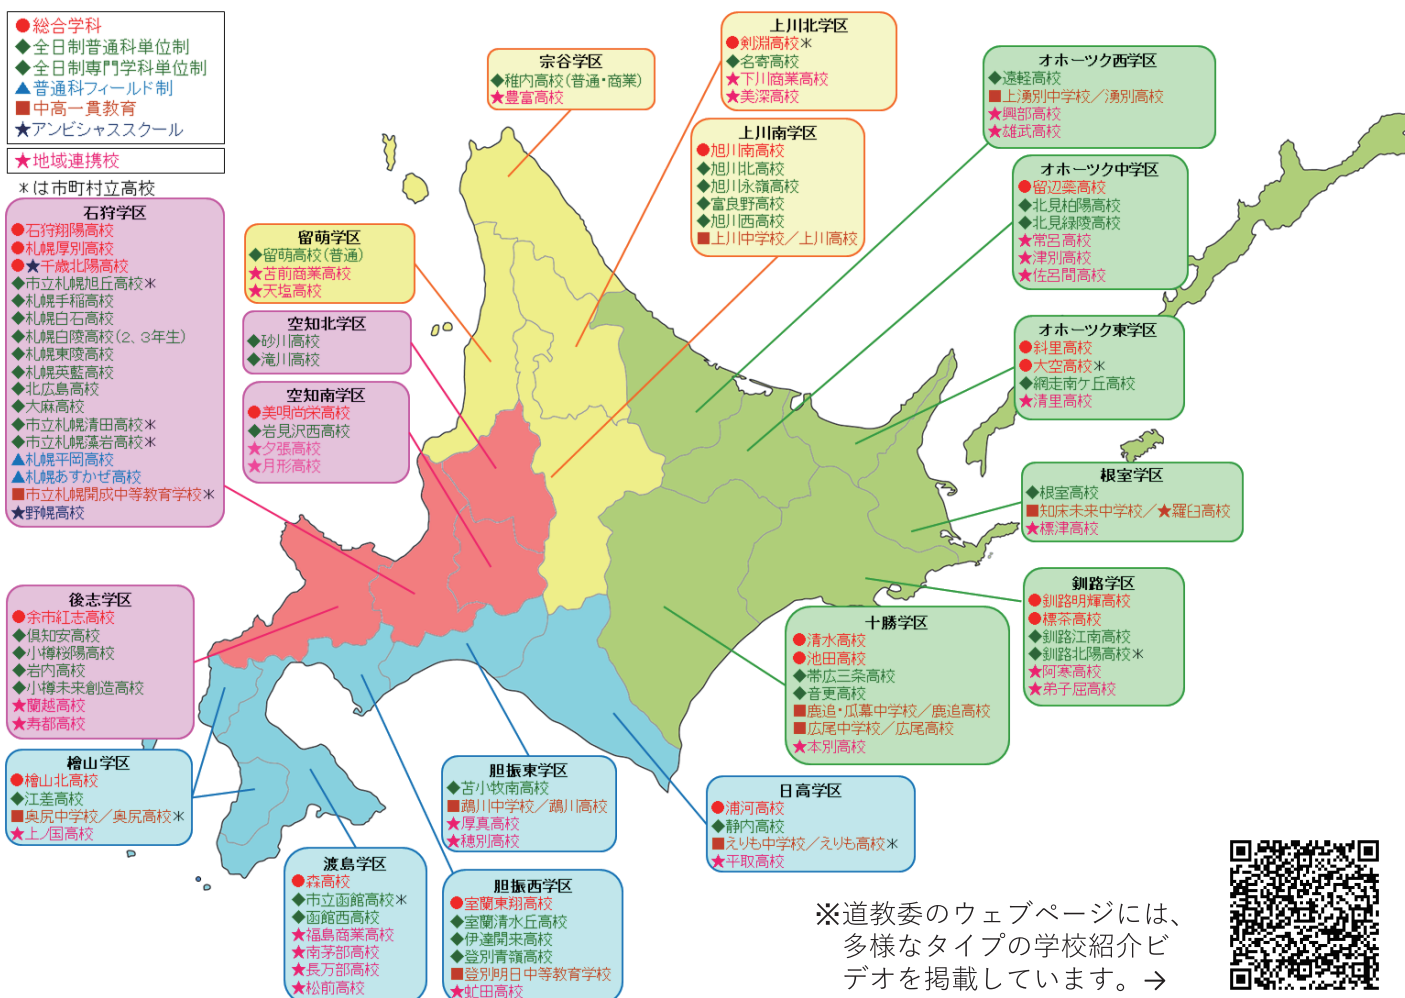 ●総合学科
◆全日制普通科単位制
◆全日制専門学科単位制
▲普通科フィールド制
■中高一貫教育
★アンビシャススクール
★地域連携校
＊は市町村立高校
石狩学区
●石狩翔陽高校
●札幌厚別高校
●★千歳北陽高校
◆市立札幌旭丘高校＊
◆札幌手稲高校
◆札幌白石高校
◆札幌白陵高校(2、3年生)
◆札幌東陵高校
◆札幌英藍高校
◆北広島高校
◆大麻高校
◆市立札幌清田高校＊
◆市立札幌藻岩高校＊
▲札幌平岡高校
▲札幌あすかぜ高校
■市立札幌開成中等教育学校＊
★野幌高校
後志学区
●余市紅志高校
◆倶知安高校
◆小樽桜陽高校
◆岩内高校
◆小樽未来創造高校
★蘭越高校
★寿都高校
檜山学区
●檜山北高校
◆江差高校
■奥尻中学校／奥尻高校＊
★上ノ国高校
留萌学区
◆留萌高校(普通)
★苫前商業高校
★天塩高校
空知北学区
◆砂川高校
◆滝川高校
空知南学区
●美唄尚栄高校
◆岩見沢西高校
★夕張高校
★月形高校
宗谷学区
◆稚内高校(普通・商業)
★豊富高校
上川北学区
●剣淵高校＊
◆名寄高校
★下川商業高校
★美深高校
上川南学区
●旭川南高校
◆旭川北高校
◆旭川永嶺高校
◆富良野高校
◆旭川西高校
■上川中学校／上川高校
オホーツク西学区
◆遠軽高校
■上湧別中学校／湧別高校
★興部高校
★雄武高校
オホーツク中学区
●留辺蘂高校
◆北見柏陽高校
◆北見緑陵高校
★常呂高校
★津別高校
★佐呂間高校
オホーツク東学区
●斜里高校
●大空高校＊
◆網走南ケ丘高校
★清里高校
根室学区
◆根室高校
■知床未来中学校／★羅臼高校
★標津高校
釧路学区
●釧路明輝高校
●標茶高校
◆釧路江南高校
◆釧路北陽高校＊
★阿寒高校
★弟子屈高校
十勝学区
●清水高校
●池田高校
◆帯広三条高校
◆音更高校
■鹿追・瓜幕中学校／鹿追高校
■広尾中学校／広尾高校
★本別高校
日高学区
●浦河高校
◆静内高校
■えりも中学校／えりも高校＊
★平取高校
胆振東学区
◆苫小牧南高校
■鵡川中学校／鵡川高校
★厚真高校
★穂別高校
胆振西学区
●室蘭東翔高校
◆室蘭清水丘高校
◆伊達開来高校
◆登別青嶺高校
■登別明日中等教育学校
★虻田高校
渡島学区
●森高校
◆市立函館高校＊
◆函館西高校
★福島商業高校
★南茅部高校
★長万部高校
★松前高校
※道教委のウェブページには、
多様なタイプの学校紹介ビ
デオを掲載しています。→